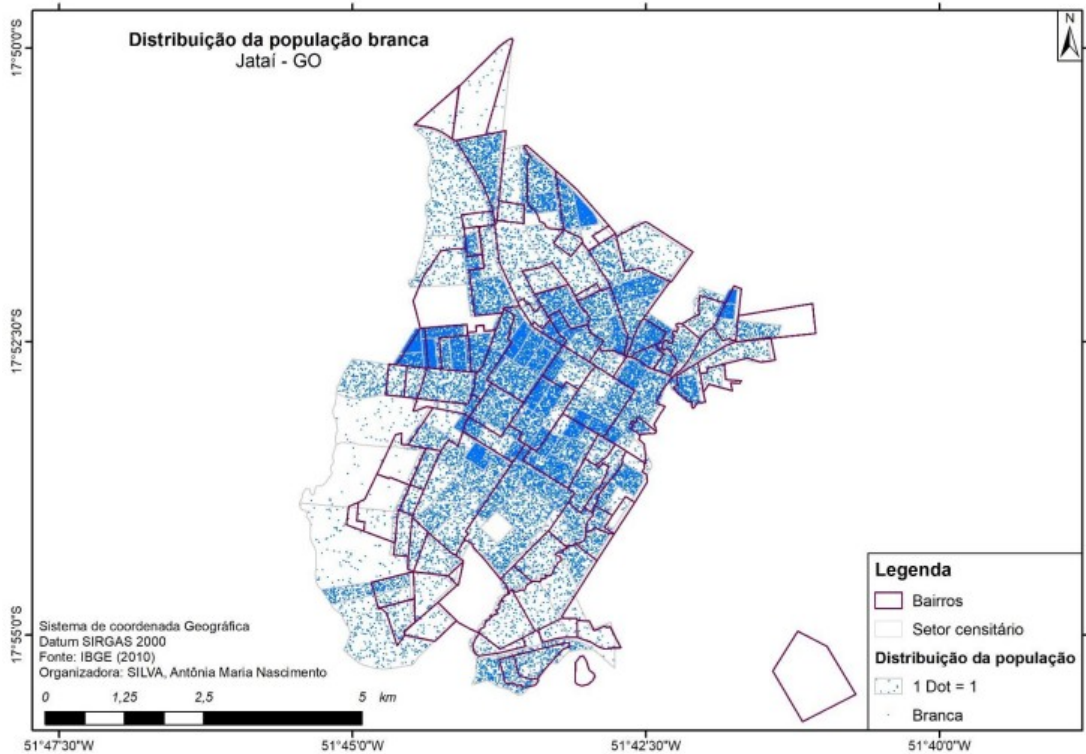 Distribuição da população branca
Jataí - GO
N
17°50'0"S
17°52'30"S
17°55'0"S
Sistema de coordenada Geográfica
Datum SIRGAS 2000
Fonte: IBGE (2010)
Organizadora: SILVA, Antônia Maria Nascimento
0 1,25 2,5 5 km
Legenda
Bairros
Setor censitário
Distribuição da população
1 Dot = 1
Branca
51°47'30"W 51°45'0"W 51°42'30"W 51°40'0"W